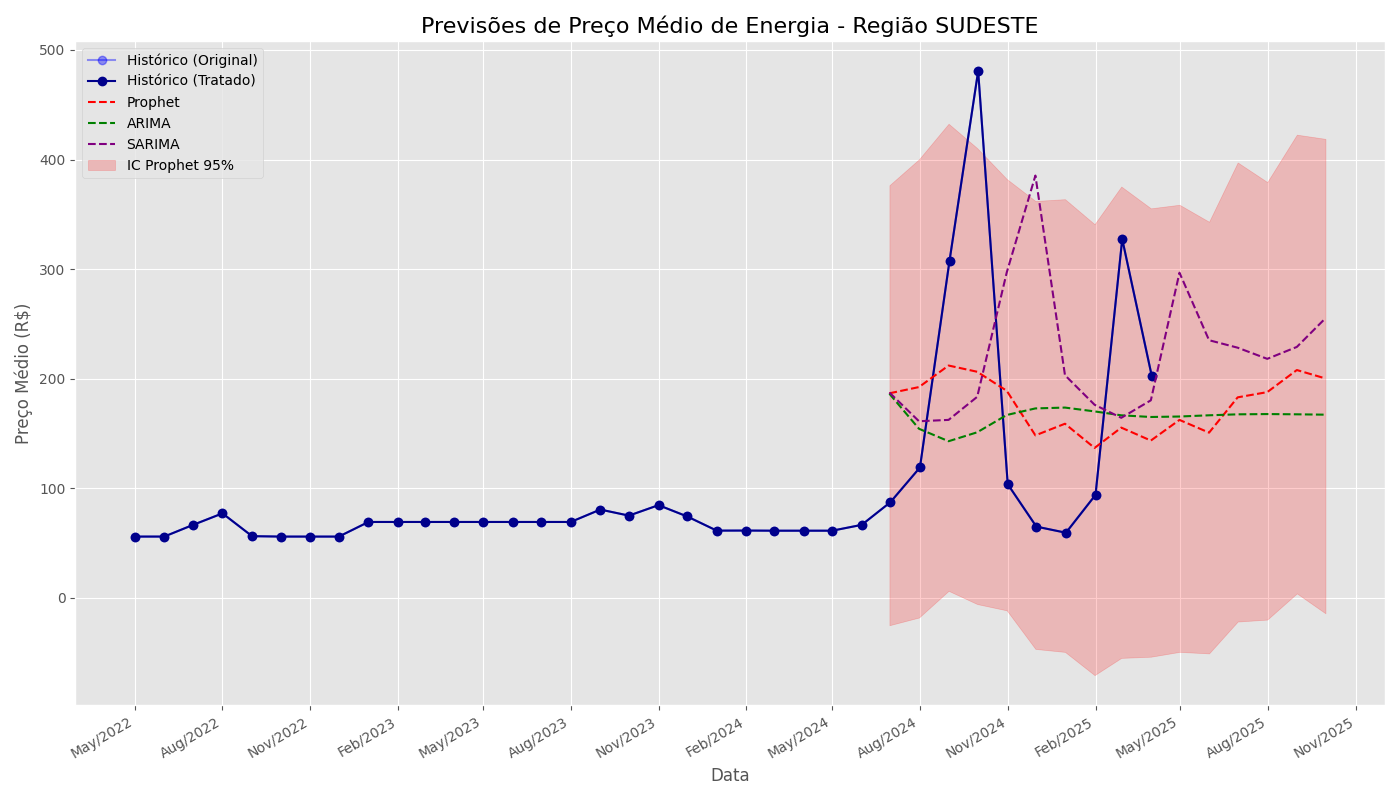 Previsões de Preço Médio de Energia - Região SUDESTE
Histórico (Original)
Histórico (Tratado)
Prophet
ARIMA
SARIMA
IC Prophet 95%
Preço Médio (R$)
500
400
300
200
100
0
May/2022
Aug/2022
Nov/2022
Feb/2023
May/2023
Aug/2023
Nov/2023
Feb/2024
May/2024
Aug/2024
Nov/2024
Feb/2025
May/2025
Aug/2025
Nov/2025
Data